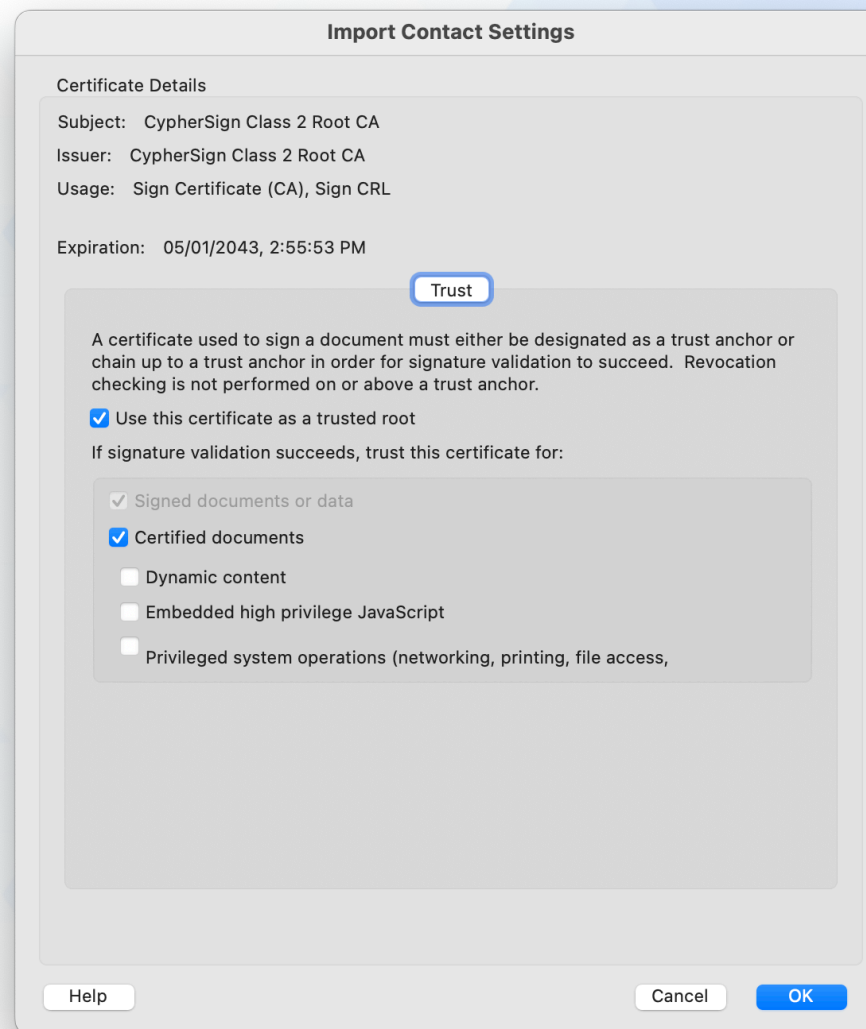 Import Contact Settings
Certificate Details
Subject: CypherSign Class 2 Root CA
Issuer: CypherSign Class 2 Root CA
Usage: Sign Certificate (CA), Sign CRL
Expiration: 05/01/2043, 2:55:53 PM
Trust
A certificate used to sign a document must either be designated as a trust anchor or
chain up to a trust anchor in order for signature validation to succeed. Revocation
checking is not performed on or above a trust anchor.
Use this certificate as a trusted root
If signature validation succeeds, trust this certificate for:
Signed documents or data
Certified documents
Dynamic content
Embedded high privilege JavaScript
Privileged system operations (networking, printing, file access,
Help
Cancel
OK